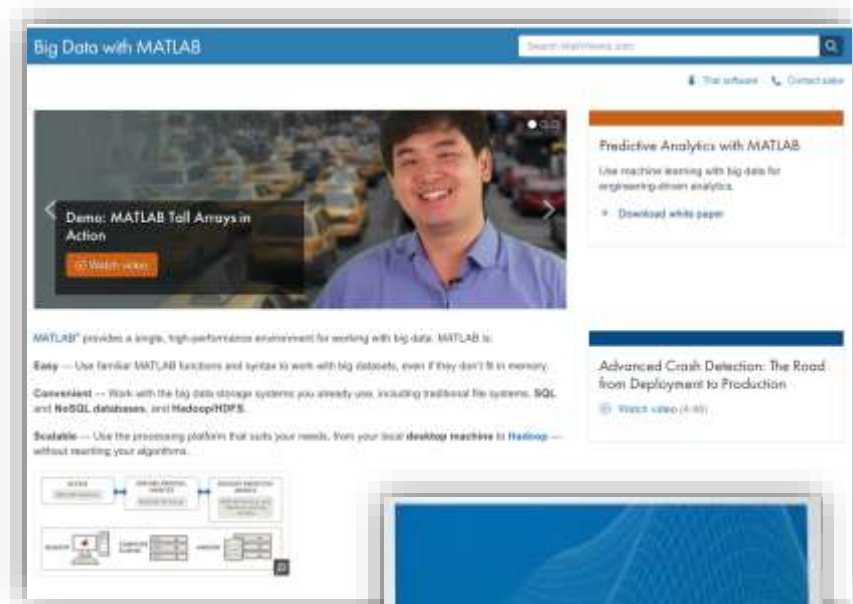 Big Data with MATLAB
Search MathWorks.com
Trial software Contact sales
Demo: MATLAB Tall Arrays in
Action
Watch video
Predictive Analytics with MATLAB
Use machine learning with big data for
engineering-driven analytics.
Download white paper
MATLAB® provides a single, high-performance environment for working with big data. MATLAB is:
Easy — Use familiar MATLAB functions and syntax to work with big datasets, even if they don't fit in memory.
Convenient — Work with the big data storage systems you already use, including traditional file systems, SQL
and NoSQL databases, and Hadoop/HDFS.
Scalable — Use the processing platform that suits your needs, from your local desktop machine to Hadoop —
without rewriting your algorithms.
Advanced Crash Detection: The Road
from Deployment to Production
Watch video (4:46)